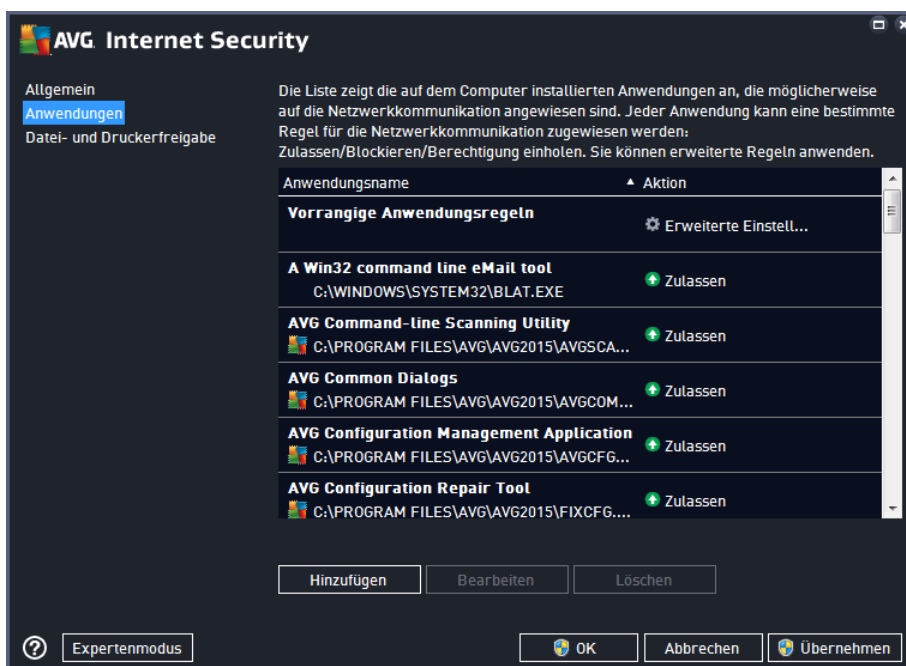 AVG Internet Security
Allgemein
Anwendungen
Datei- und Druckerfreigabe
Die Liste zeigt die auf dem Computer installierten Anwendungen an, die möglicherweise
auf die Netzwerkkommunikation angewiesen sind. Jeder Anwendung kann eine bestimmte
Regel für die Netzwerkkommunikation zugewiesen werden:
Zulassen/Blockieren/Berechtigung einholen. Sie können erweiterte Regeln anwenden.
Anwendungsname Aktion
Vorrangige Anwendungsregeln
Erweiterte Einstell...
A Win32 command line eMail tool
C:\WINDOWS\SYSTEM32\BLAT.EXE
Zulassen
AVG Command-line Scanning Utility
C:\PROGRAM FILES\AVG\AVG2015\AVGSCA...
Zulassen
AVG Common Dialogs
C:\PROGRAM FILES\AVG\AVG2015\AVGCOM...
Zulassen
AVG Configuration Management Application
C:\PROGRAM FILES\AVG\AVG2015\AVGCFG...
Zulassen
AVG Configuration Repair Tool
C:\PROGRAM FILES\AVG\AVG2015\FIXCFG....
Zulassen
Hinzufügen Bearbeiten Löschen
? Expertenmodus OK Abbrechen Übernehmen